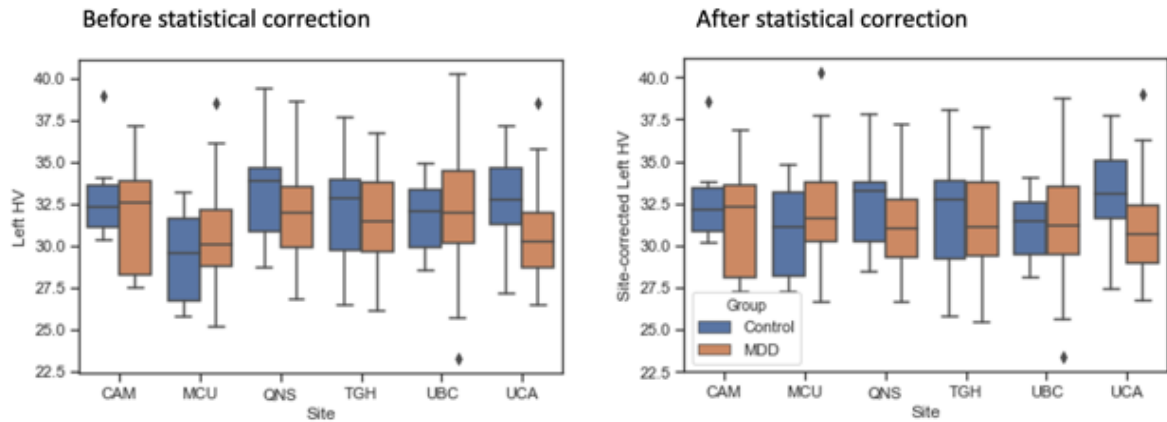 Before statistical correction
After statistical correction
Left HV
40.0
37.5
35.0
32.5
30.0
27.5
25.0
22.5
CAM MCU QNS TGH UBC UCA
Site
Site-corrected Left HV
40.0
37.5
35.0
32.5
30.0
27.5
25.0
22.5
Group
Control
MDD
CAM MCU QNS TGH UBC UCA
Site